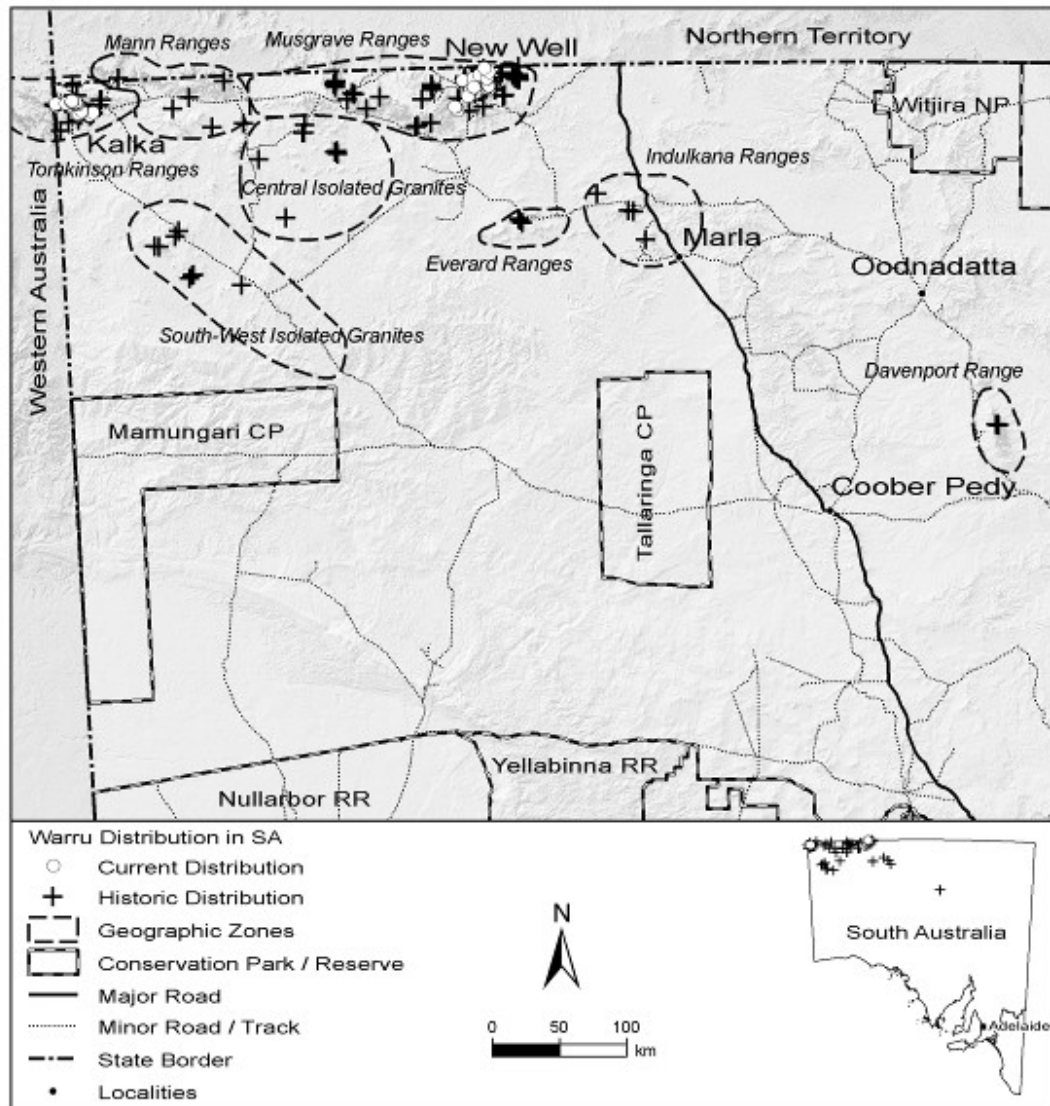 Mann Ranges
Musgrave Ranges
New Well
Northern Territory
Witjira NP
Kalka
Tomkinson Ranges
Central Isolated Granites
Indulkana Ranges
Everard Ranges
Marla
Oodnadatta
South-West Isolated Granites
Western Australia
Davenport Range
Mamungari CP
Tallaringa CP
Coober Pedy
Yellabinna RR
Nullarbor RR
Warru Distribution in SA
Current Distribution
Historic Distribution
Geographic Zones
Conservation Park / Reserve
Major Road
Minor Road / Track
State Border
Localities
N
0 50 100
km
South Australia
Adelaide